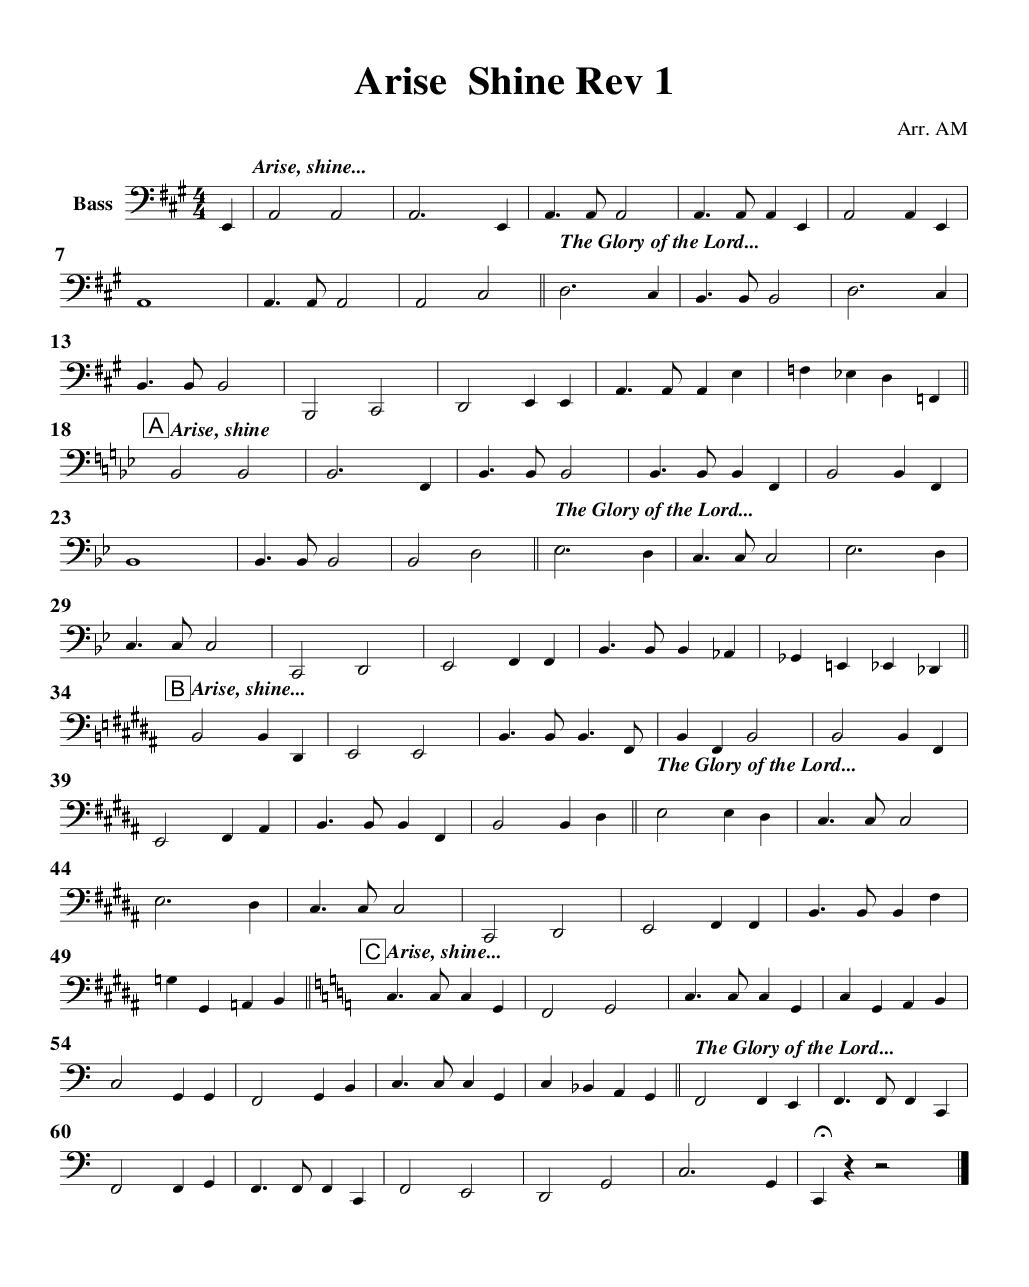 Arise  Shine Rev 1
Arr. AM
Arise, shine...
Bass
4
4
The Glory of the Lord...
7
13
18
A Arise, shine
23
The Glory of the Lord...
29
34
B Arise, shine...
39
The Glory of the Lord...
44
49
C Arise, shine...
54
The Glory of the Lord...
60